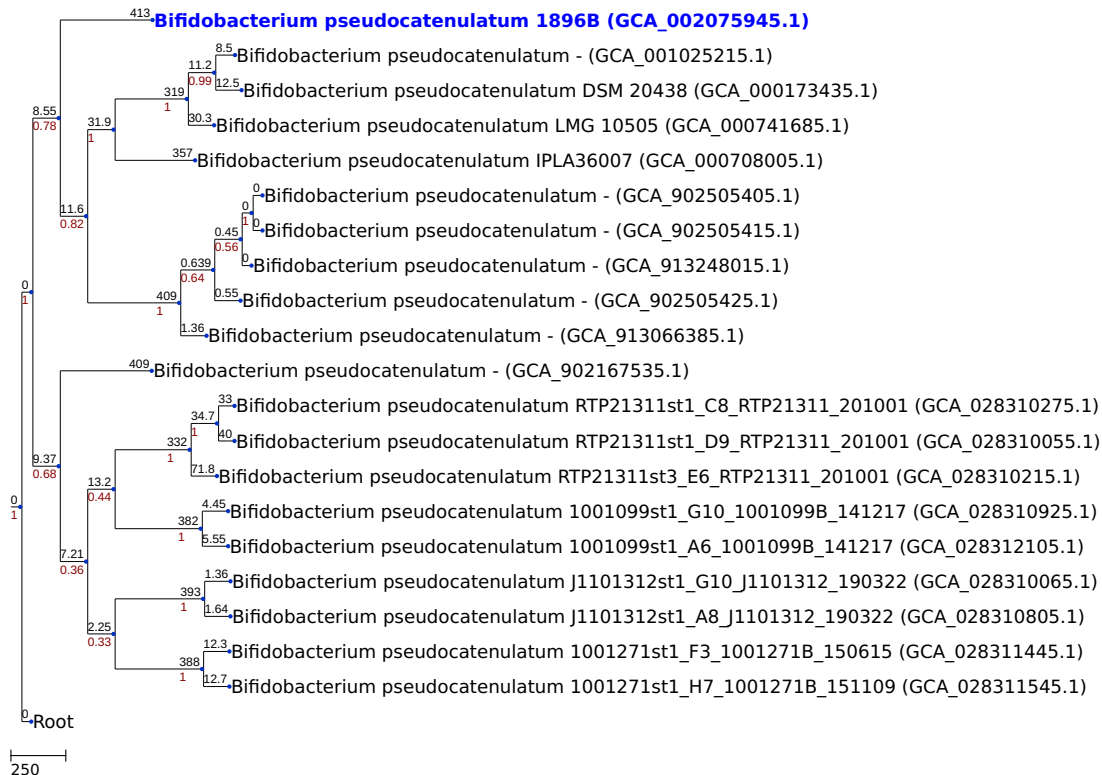 413
Bifidobacterium pseudocatenulatum 1896B (GCA_002075945.1)
8.5
Bifidobacterium pseudocatenulatum - (GCA_001025215.1)
11.2
0.99
12.5
Bifidobacterium pseudocatenulatum DSM 20438 (GCA_000173435.1)
319
1
8.55
0.78
30.3
Bifidobacterium pseudocatenulatum LMG 10505 (GCA_000741685.1)
31.9
1
357
Bifidobacterium pseudocatenulatum IPLA36007 (GCA_000708005.1)
0
Bifidobacterium pseudocatenulatum - (GCA_902505405.1)
11.6
0.82
0
1
0
Bifidobacterium pseudocatenulatum - (GCA_902505415.1)
0.45
0.56
0
Bifidobacterium pseudocatenulatum - (GCA_913248015.1)
0.639
0.64
0
1
0.55
Bifidobacterium pseudocatenulatum - (GCA_902505425.1)
409
1
1.36
Bifidobacterium pseudocatenulatum - (GCA_913066385.1)
409
Bifidobacterium pseudocatenulatum - (GCA_902167535.1)
33
Bifidobacterium pseudocatenulatum RTP21311st1_C8_RTP21311_201001 (GCA_028310275.1)
34.7
1
40
Bifidobacterium pseudocatenulatum RTP21311st1_D9_RTP21311_201001 (GCA_028310055.1)
332
1
9.37
0.68
71.8
Bifidobacterium pseudocatenulatum RTP21311st3_E6_RTP21311_201001 (GCA_028310215.1)
13.2
0.44
0
1
4.45
Bifidobacterium pseudocatenulatum 1001099st1_G10_1001099B_141217 (GCA_028310925.1)
382
1
5.55
Bifidobacterium pseudocatenulatum 1001099st1_A6_1001099B_141217 (GCA_028312105.1)
7.21
0.36
1.36
Bifidobacterium pseudocatenulatum J1101312st1_G10_J1101312_190322 (GCA_028310065.1)
393
1
1.64
Bifidobacterium pseudocatenulatum J1101312st1_A8_J1101312_190322 (GCA_028310805.1)
2.25
0.33
12.3
Bifidobacterium pseudocatenulatum 1001271st1_F3_1001271B_150615 (GCA_028311445.1)
388
1
12.7
Bifidobacterium pseudocatenulatum 1001271st1_H7_1001271B_151109 (GCA_028311545.1)
0
Root
250